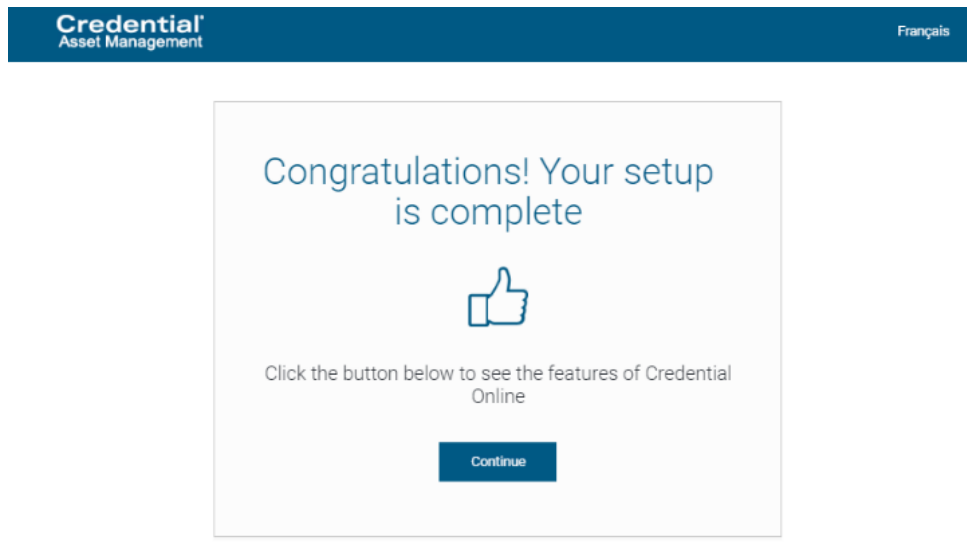 Credential®
Asset Management
Français
Congratulations! Your setup
is complete
Click the button below to see the features of Credential
Online
Continue